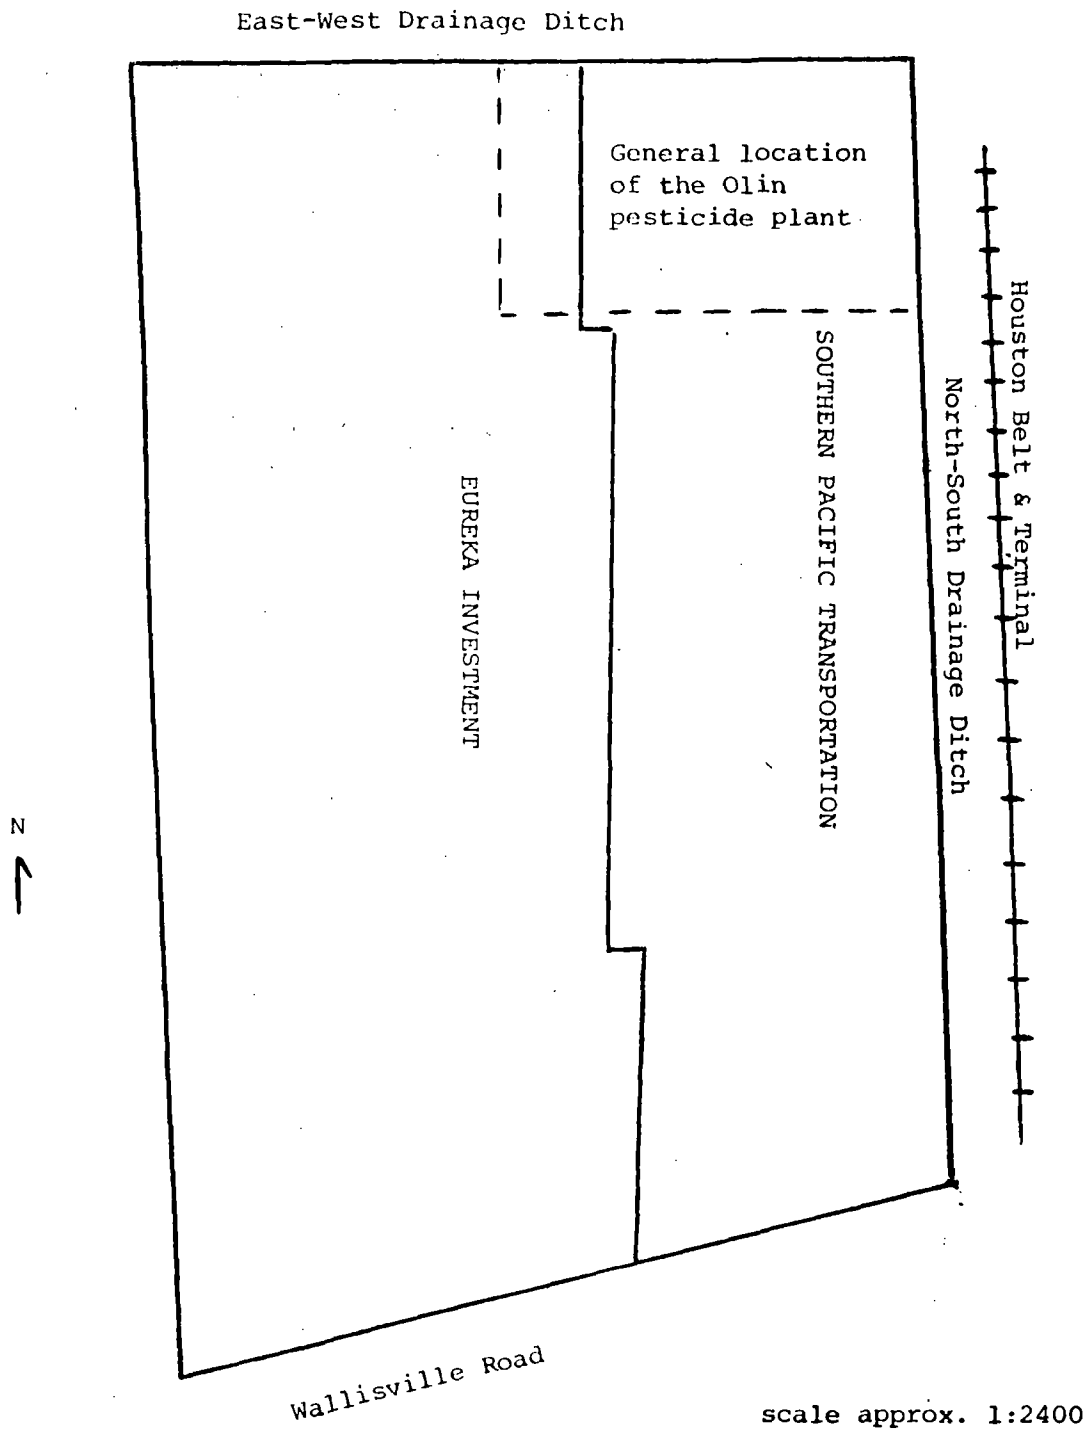 East-West Drainage Ditch
General location
of the Olin
pesticide plant
Houston Belt & Terminal
North-South Drainage Ditch
SOUTHERN PACIFIC TRANSPORTATION
EUREKA INVESTMENT
N
Wallisville Road
scale approx. 1:2400